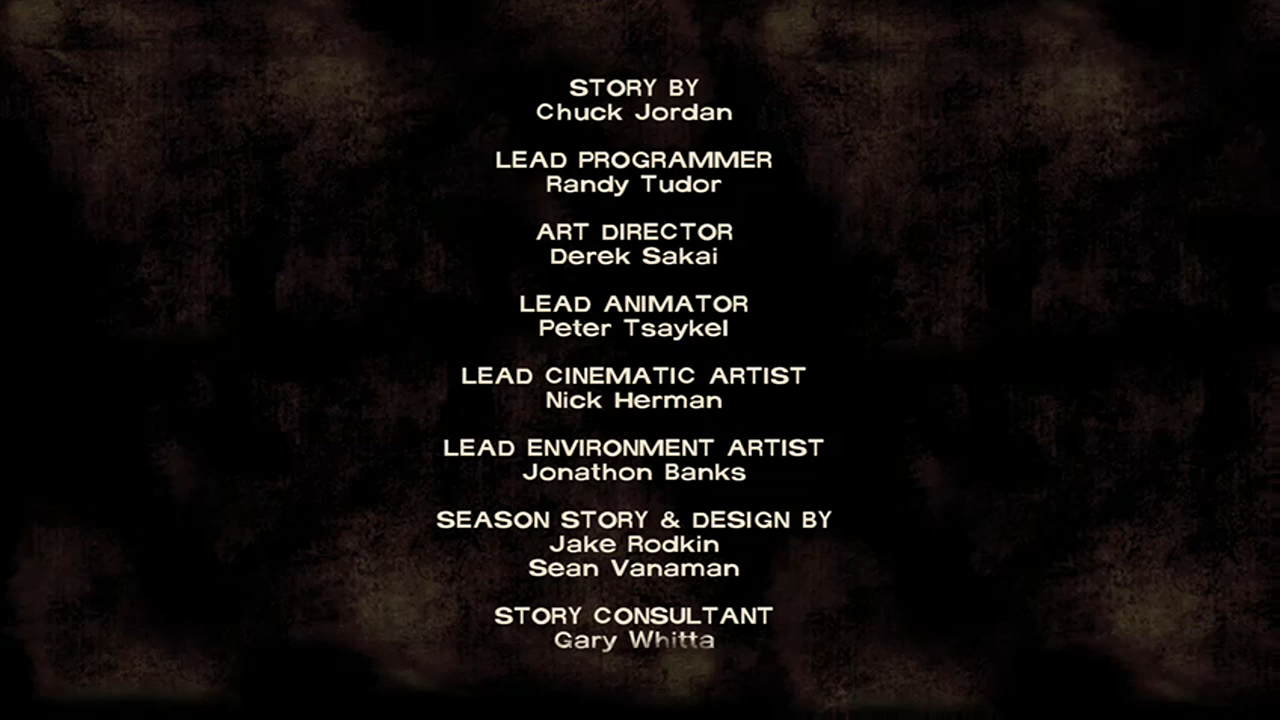 STORY BY
Chuck Jordan
LEAD PROGRAMMER
Randy Tudor
ART DIRECTOR
Derek Sakai
LEAD ANIMATOR
Peter Tsaykel
LEAD CINEMATIC ARTIST
Nick Herman
LEAD ENVIRONMENT ARTIST
Jonathon Banks
SEASON STORY & DESIGN BY
Jake Rodkin
Sean Vanaman
STORY CONSULTANT
Gary Whitta